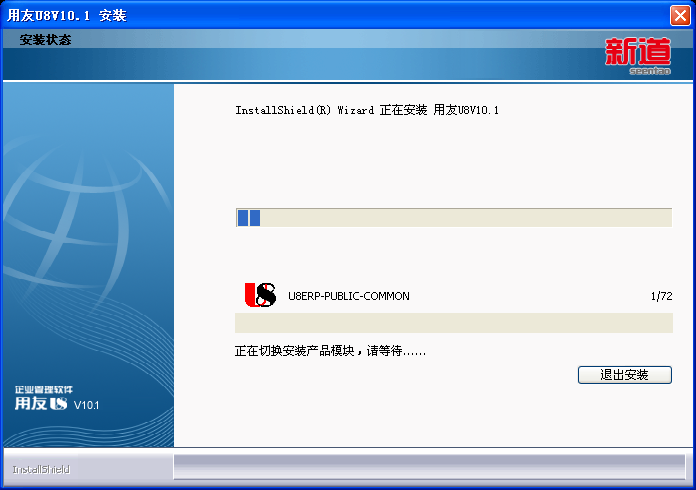 用友U8V10.1 安装
安装状态
新道
seentao
InstallShield(R) Wizard 正在安装 用友U8V10.1
U8 U8ERP-PUBLIC-COMMON 1/72
正在切换安装产品模块，请等待......
退出安装
企业管理软件
用友U8 V10.1
InstallShield